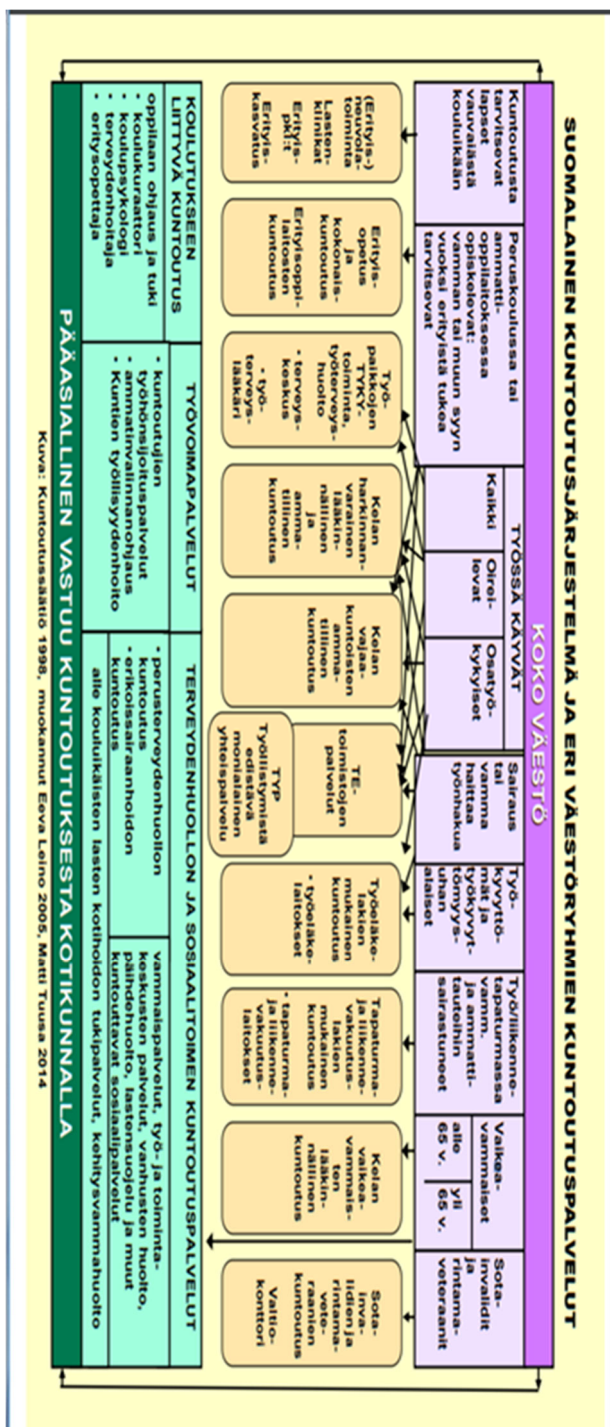 SUOMALAINEN KUNTOUTUSJÄRJESTELMÄ JA ERI VÄESTÖRYHMIEN KUNTOUTUSPALVELUT
KOKO VÄESTÖ
Kuntoutusta
tarvitsevat
lapset
vauvaiästä
kouluikään
Peruskoulussa tai
ammatti-
oppilaitoksessa
opiskelevat:
vamman tai muun syyn
vuoksi erityistä tukea
tarvitsevat
TYÖSSÄ KÄYVÄT
Kaikki
Oirei-
levat
Osatyö-
kykyiset
Sairaus
tai
vamma
haittaa
työnhakua
Työ-
kyvyttö-
mät ja
työkyvyt-
tömyys-
uhan
alaiset
Työ/liikenne-
tapaturmassa
vamm.
ja ammatti-
tauteihin
sairastuneet
Vaikea-
vammaiset
alle
65 v.
yli
65 v.
Sota-
invalidit
ja
rintama-
veteraanit
(Erityis-)
neuvola-
toiminta
Lasten-
klinikat
Erityis-
pkl:t
Erityis-
kasvatus
Erityis-
opetus
ja
kokonais-
kuntoutus
Erityisoppi-
laitosten
kuntoutus
Työ-
paikkojen
TYKY-
toiminta,
työterveys-
huolto
- terveys-
keskus
- työ-
terveys-
lääkäri
Kelan
harkinnan-
varainen
lääkin-
nällinen
ja
amma-
tillinen
kuntoutus
Kelan
vajaa-
kuntoisten
amma-
tillinen
kuntoutus
TE-
toimistojen
palvelut
TYP
Työllistymistä
edistävä
monialainen
yhteispalvelu
Työeläke-
lakien
mukainen
kuntoutus
- työeläke-
laitokset
Tapaturma-
ja liikenne-
vakuutus-
lakien
mukainen
kuntoutus
- tapaturma-
ja liikenne-
vakuutus-
laitokset
Kelan
vaikea-
vammais-
ten
lääkin-
nällinen
kuntoutus
Sota-
inva-
lidien ja
rintama-
vete-
raanien
kuntoutus
Valtio-
konttori
KOULUTUKSEEN
LIITTYVÄ KUNTOUTUS
oppilaan ohjaus ja tuki
• koulukuraattori
• koulupsykologi
• terveydenhoitaja
• eritysopettaja
TYÖVOIMAPALVELUT
• kuntoutujien
työhönsijoituspalvelut
• ammatinvalinnanohjaus
• Kuntien työllisyydenhoito
TERVEYDENHUOLLON JA SOSIAALITOIMEN KUNTOUTUSPALVELUT
• perusterveydenhuollon
kuntoutus
• erikoissairaanhoidon
kuntoutus
vammaispalvelut, työ- ja toiminta-
keskusten palvelut, vanhusten huolto,
päihdehuolto, lastensuojelu ja muut
kuntouttavat sosiaalipalvelut
alle kouluikäisten lasten kotihoidon tukipalvelut, kehitysvammahuolto
PÄÄASIALLINEN VASTUU KUNTOUTUKSESTA KOTIKUNNALLA
Kuva: Kuntoutussäätiö 1998, muokannut Eeva Leino 2005, Matti Tuusa 2014